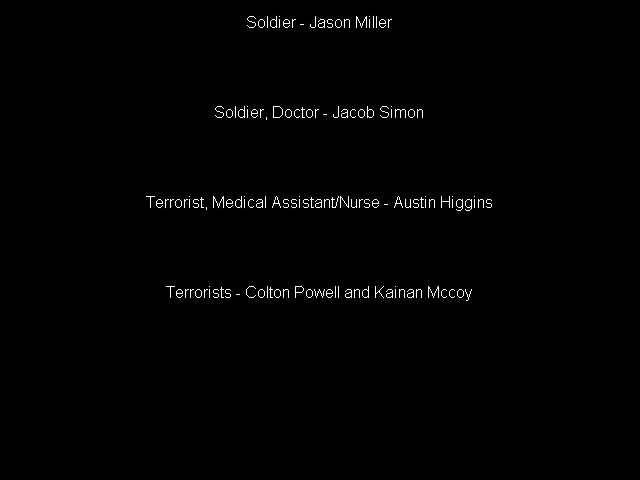 Soldier - Jason Miller
Soldier, Doctor - Jacob Simon
Terrorist, Medical Assistant/Nurse - Austin Higgins
Terrorists - Colton Powell and Kainan Mccoy